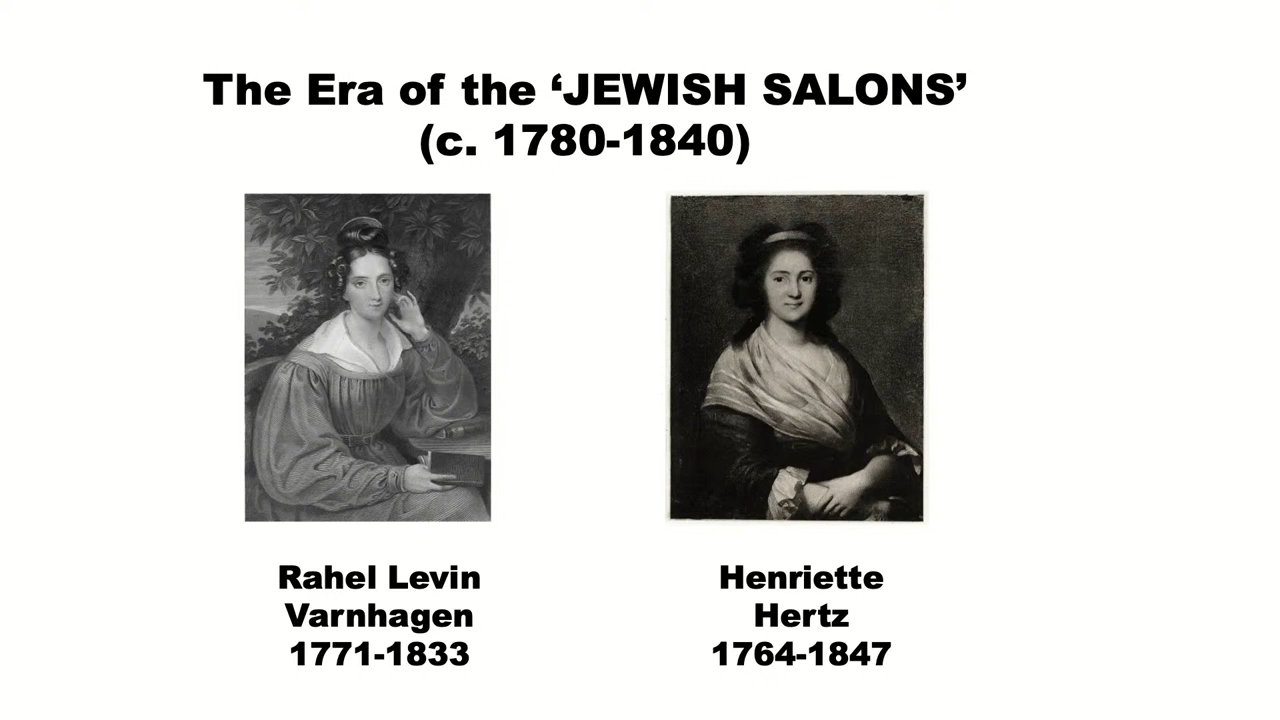 The Era of the ‘JEWISH SALONS’
(c. 1780-1840)
Rahel Levin
Varnhagen
1771-1833
Henriette
Hertz
1764-1847